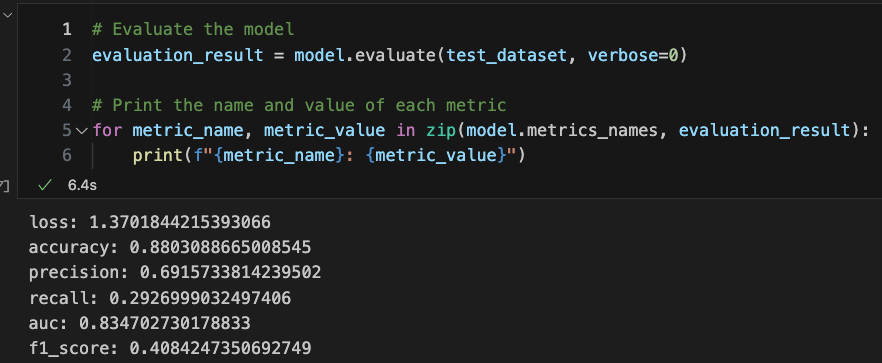 1 # Evaluate the model
2 evaluation_result = model.evaluate(test_dataset, verbose=0)
3
4 # Print the name and value of each metric
5 for metric_name, metric_value in zip(model.metrics_names, evaluation_result):
6     print(f"{metric_name}: {metric_value}")
6.4s
loss: 1.3701844215393066
accuracy: 0.8803088665008545
precision: 0.6915733814239502
recall: 0.2926999032497406
auc: 0.834702730178833
f1_score: 0.4084247350692749